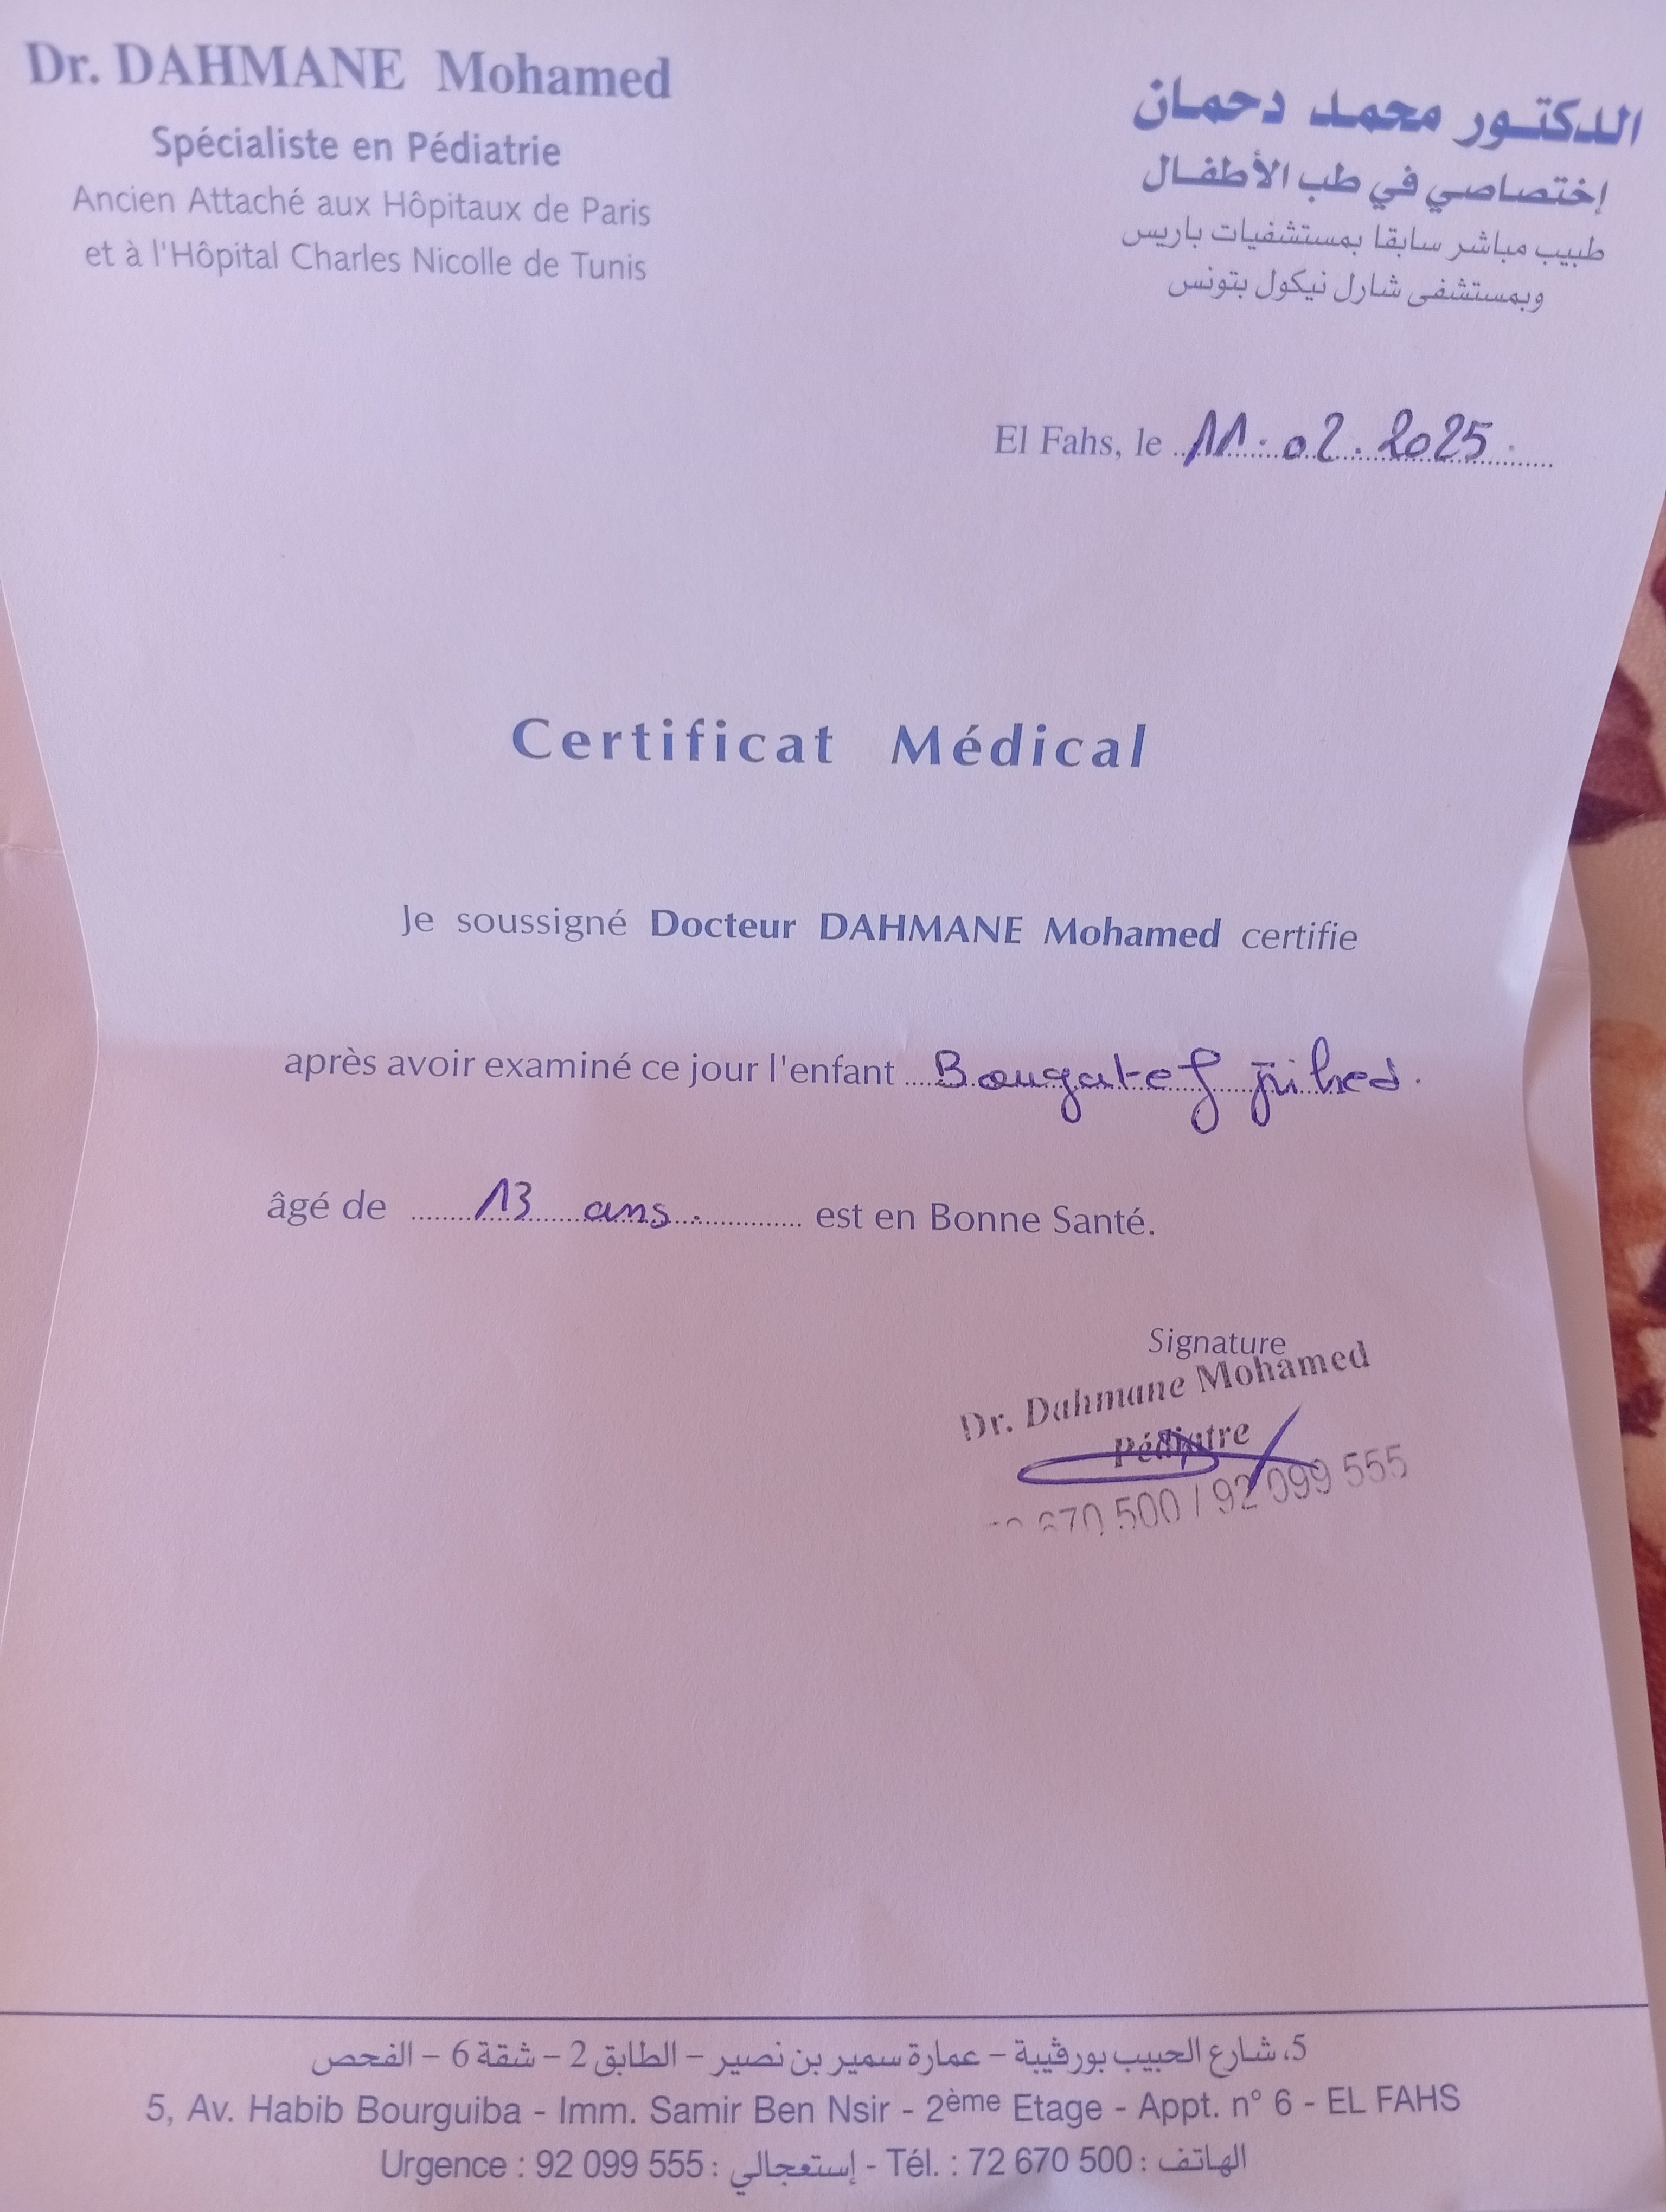 Dr. DAHMANE Mohamed
Spécialiste en Pédiatrie
Ancien Attaché aux Hôpitaux de Paris
et à l'Hôpital Charles Nicolle de Tunis
الدكتور محمد دحمان
إختصاصي في طب الأطفال
طبيب مباشر سابقا بمستشفيات باريس
وبمستشفى شارل نيكول بتونس
El Fahs, le 11.02.2025
Certificat Médical
Je soussigné Docteur DAHMANE Mohamed certifie
après avoir examiné ce jour l'enfant Bougatef jihed.
âgé de 13 ans. est en Bonne Santé.
Signature
Dr. Dahmane Mohamed
Pédiatre
670 500 / 92 099 555
5، شارع الحبيب بورڤيبة – عمارة سمير بن نصير – الطابق 2 – شقة 6 – الفحص
5, Av. Habib Bourguiba - Imm. Samir Ben Nsir - 2ème Etage - Appt. n° 6 - EL FAHS
Urgence : 92 099 555 : إستعجالي - Tél. : 72 670 500 : الهاتف